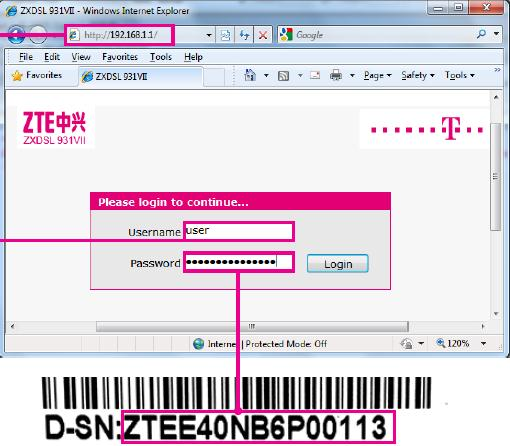 ZXDSL 931VII - Windows Internet Explorer
http://192.168.1.1/
Google
File Edit View Favorites Tools Help
Favorites
ZXDSL 931VII
Page Safety Tools
ZTE中兴
ZXDSL 931VII
T
Please login to continue...
Username user
Password •••••••••••••••
Login
Internet | Protected Mode: Off
120%
D-SN:ZTEE40NB6P00113